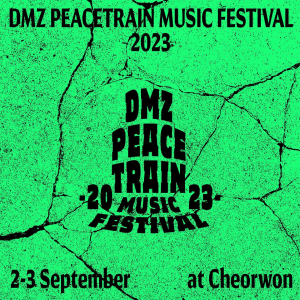 DMZ PEACETRAIN MUSIC FESTIVAL
2023
DMZ
PEACE
TRAIN
-20 MUSIC 23-
FESTIVAL
2-3 September at Cheorwon